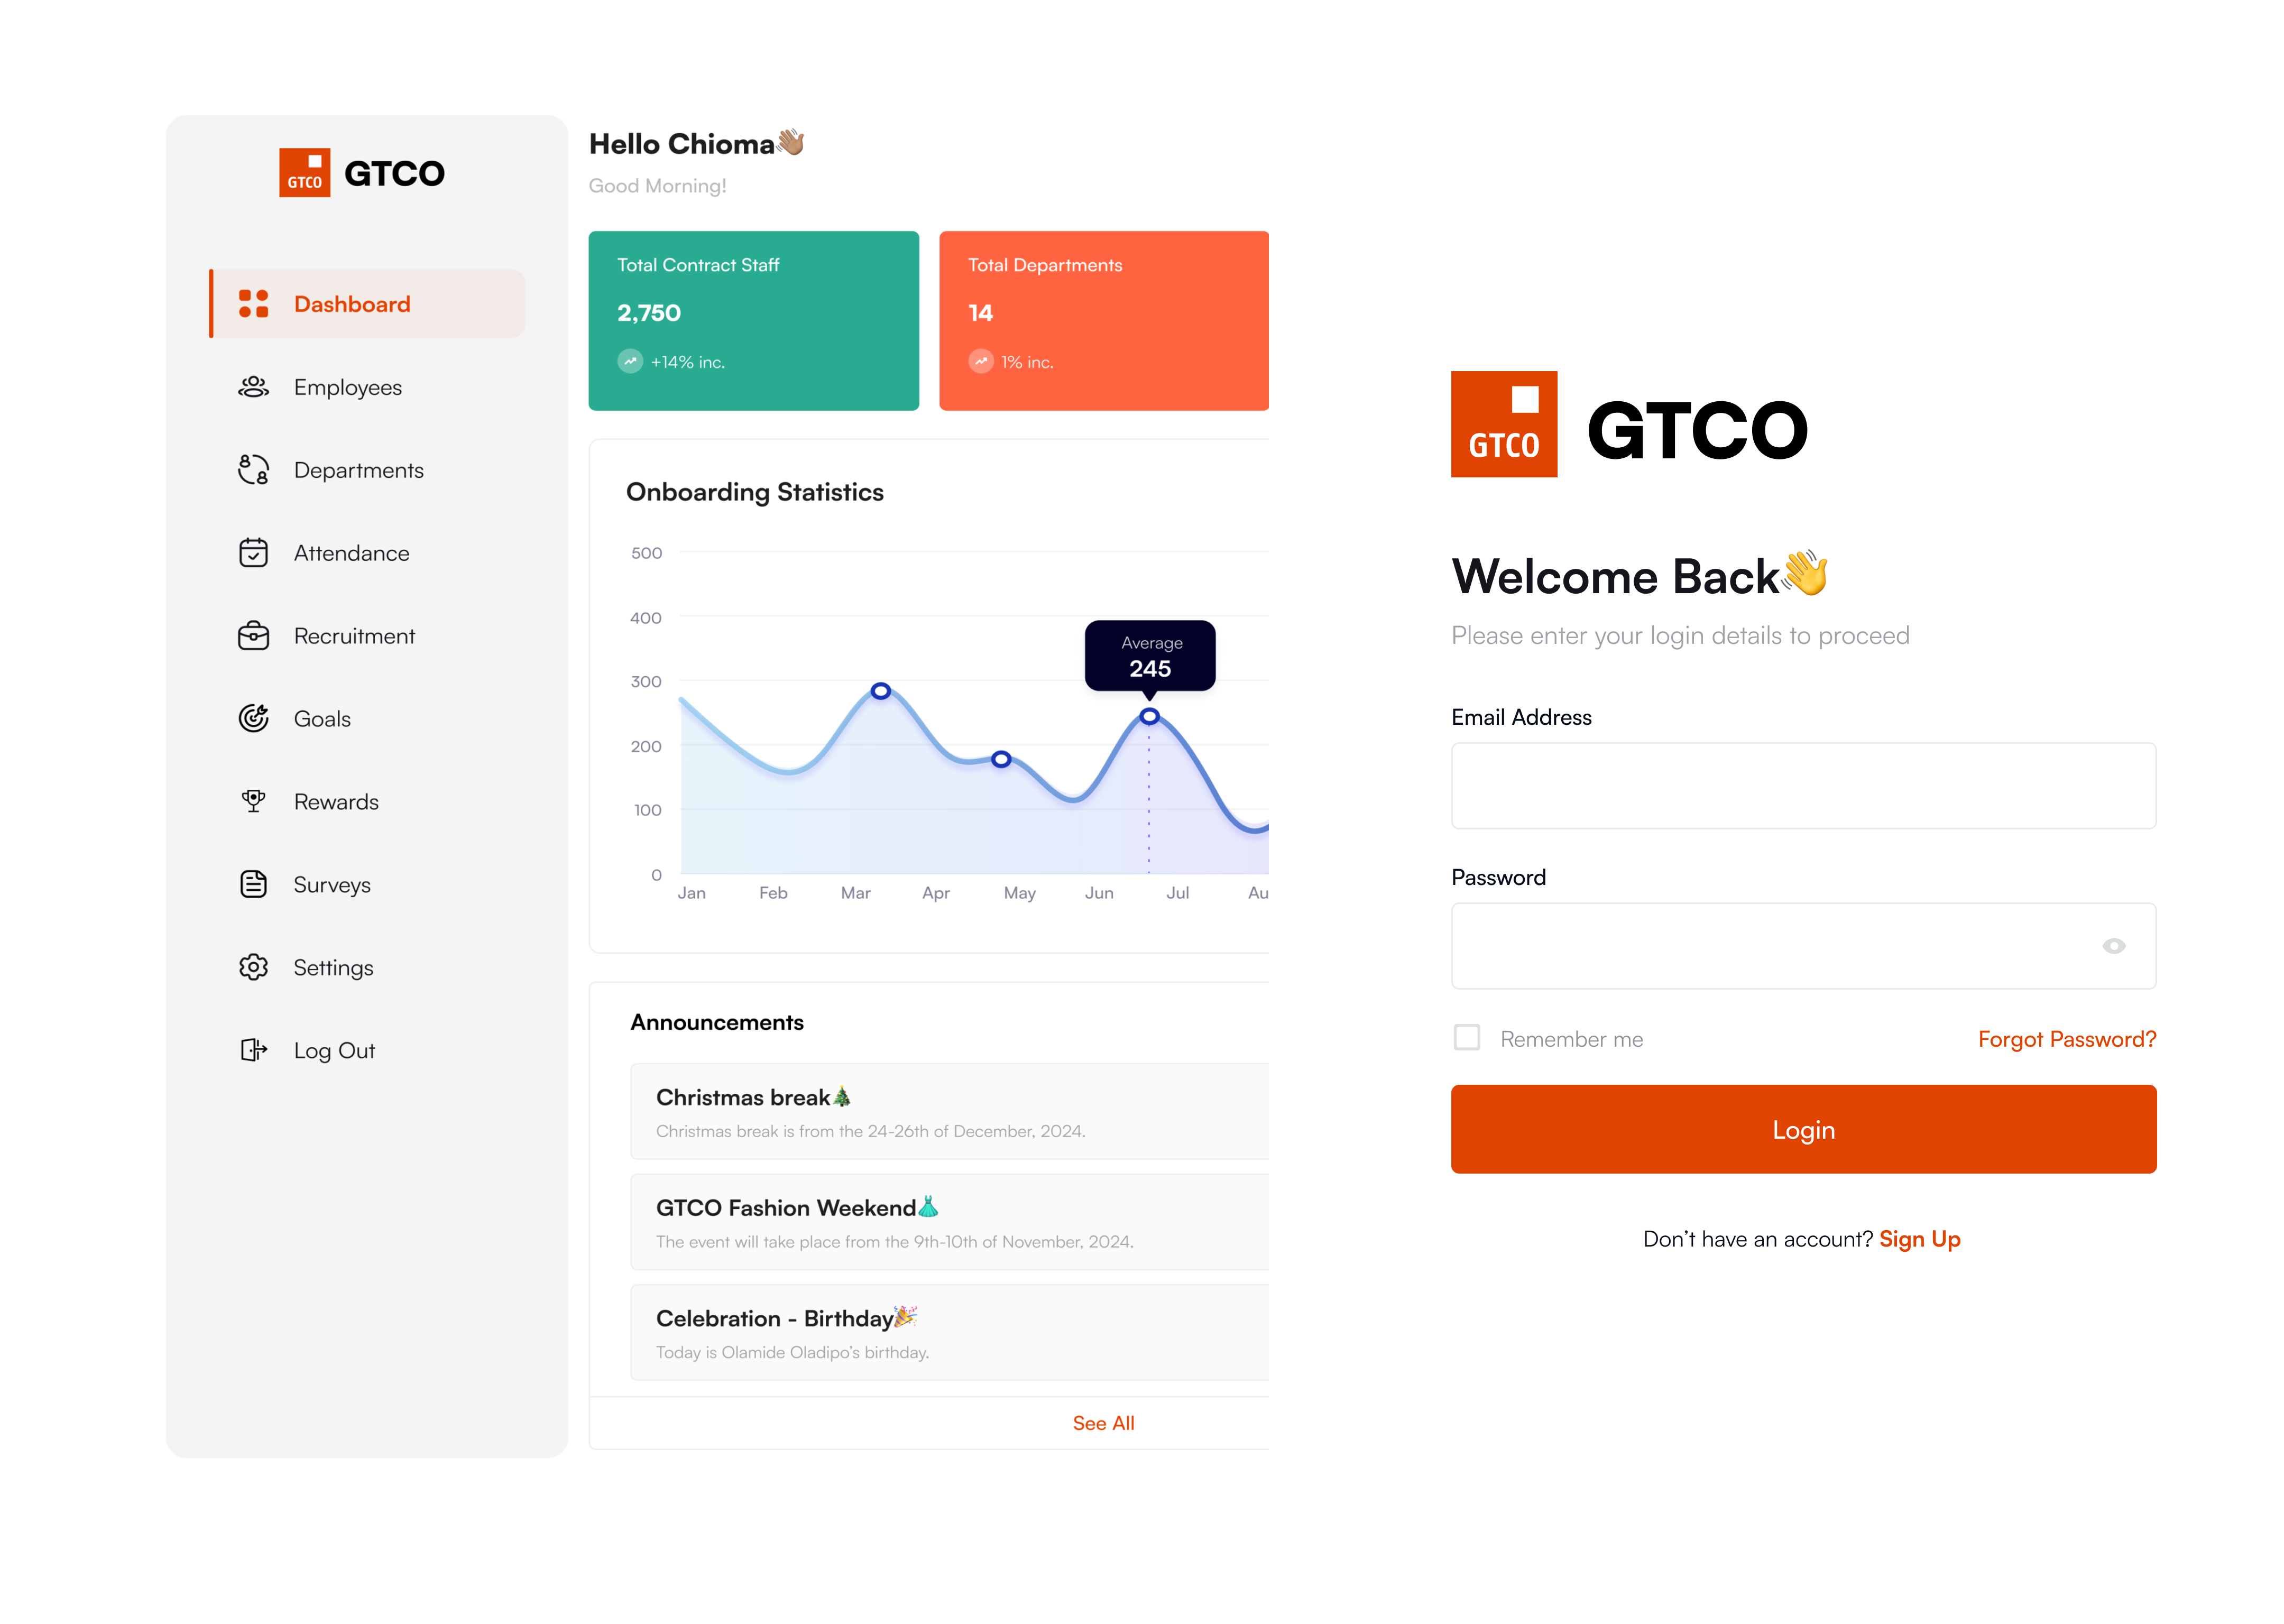 GTCO GTCO
Dashboard
Employees
Departments
Attendance
Recruitment
Goals
Rewards
Surveys
Settings
Log Out
Hello Chioma👋🏽
Good Morning!
Total Contract Staff
2,750
+14% inc.
Total Departments
14
1% inc.
Onboarding Statistics
500
400
300
200
100
0
Average
245
Jan Feb Mar Apr May Jun Jul Au
Announcements
Christmas break🎄
Christmas break is from the 24-26th of December, 2024.
GTCO Fashion Weekend👗
The event will take place from the 9th-10th of November, 2024.
Celebration - Birthday🎉
Today is Olamide Oladipo’s birthday.
See All
GTCO GTCO
Welcome Back👋
Please enter your login details to proceed
Email Address
Password
Remember me Forgot Password?
Login
Don’t have an account? Sign Up